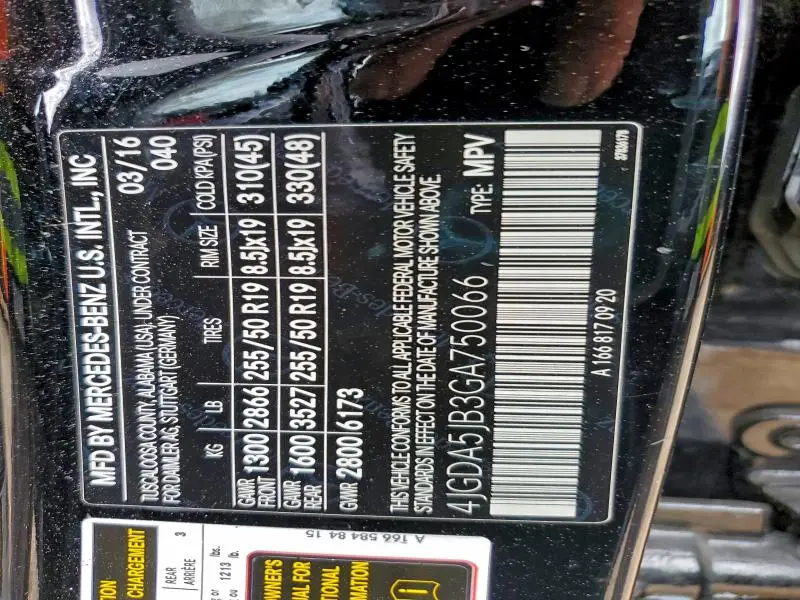 MFD BY MERCEDES-BENZ U.S. INTL., INC
TUSCALOOSA COUNTY, ALABAMA (USA), UNDER CONTRACT 03/16
FOR DAIMLER AG, STUTTGART (GERMANY) 040
KG LB TIRES RIM SIZE COLD KPA(PSI)
GAWR FRONT 1300 2866 255/50 R19 8.5Jx19 310(45)
GAWR REAR 1600 3527 255/50 R19 8.5Jx19 330(48)
GVWR 2800 6173
THIS VEHICLE CONFORMS TO ALL APPLICABLE FEDERAL MOTOR VEHICLE SAFETY
STANDARDS IN EFFECT ON THE DATE OF MANUFACTURE SHOWN ABOVE.
4JGDA5JB3GA750066, TYPE: MPV
A 166 817 09 20
A 166 584 84 15
CHARGEMENT
REAR 3
ARRIÈRE
1213 lb.